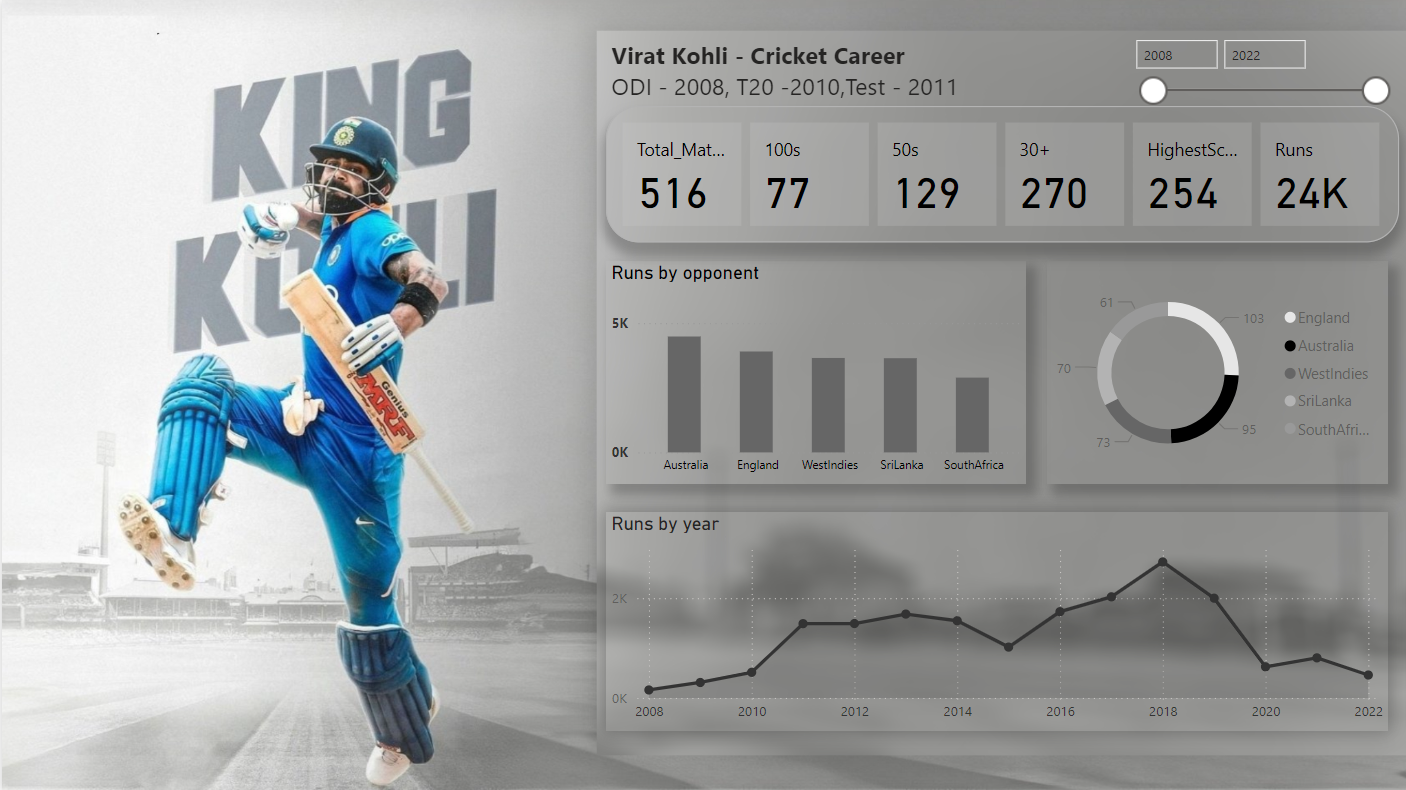 KING
KOHLI
oppo
Genius
MRF
Virat Kohli - Cricket Career
ODI - 2008, T20 -2010,Test - 2011
2008
2022
Total_Mat...
516
100s
77
50s
129
30+
270
HighestSc...
254
Runs
24K
Runs by opponent
5K
0K
Australia
England
WestIndies
SriLanka
SouthAfrica
61
103
70
73
95
England
Australia
WestIndies
SriLanka
SouthAfri...
Runs by year
2K
0K
2008
2010
2012
2014
2016
2018
2020
2022